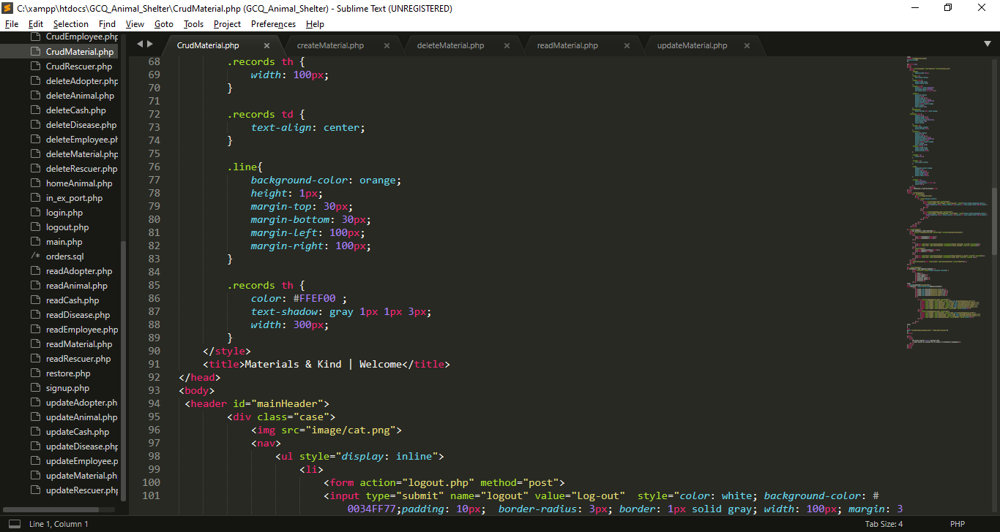 C:\xampp\htdocs\GCQ_Animal_Shelter\CrudMaterial.php (GCQ_Animal_Shelter) - Sublime Text (UNREGISTERED)
File Edit Selection Find View Goto Tools Project Preferences Help
CrudEmployee.php
CrudMaterial.php
CrudRescuer.php
deleteAdopter.php
deleteAnimal.php
deleteCash.php
deleteDisease.php
deleteEmployee.ph
deleteMaterial.php
deleteRescuer.php
homeAnimal.php
in_ex_port.php
login.php
logout.php
main.php
/* orders.sql
readAdopter.php
readAnimal.php
readCash.php
readDisease.php
readEmployee.php
readMaterial.php
readRescuer.php
restore.php
signup.php
updateAdopter.ph
updateAnimal.php
updateCash.php
updateDisease.php
updateEmployee.p
updateMaterial.ph
updateRescuer.php
CrudMaterial.php createMaterial.php deleteMaterial.php readMaterial.php updateMaterial.php
68 .records th {
69 width: 100px;
70 }
71
72 .records td {
73 text-align: center;
74 }
75
76 .line{
77 background-color: orange;
78 height: 1px;
79 margin-top: 30px;
80 margin-bottom: 30px;
81 margin-left: 100px;
82 margin-right: 100px;
83 }
84
85 .records th {
86 color: #FFEF00 ;
87 text-shadow: gray 1px 1px 3px;
88 width: 300px;
89 }
90 </style>
91 <title>Materials & Kind | Welcome</title>
92 </head>
93 <body>
94 <header id="mainHeader">
95 <div class="case">
96 <img src="image/cat.png">
97 <nav>
98 <ul style="display: inline">
99 <li>
100 <form action="logout.php" method="post">
101 <input type="submit" name="logout" value="Log-out"  style="color: white; background-color: #
0034FF77;padding: 10px;  border-radius: 3px; border: 1px solid gray; width: 100px; margin: 3
Line 1, Column 1
Tab Size: 4
PHP